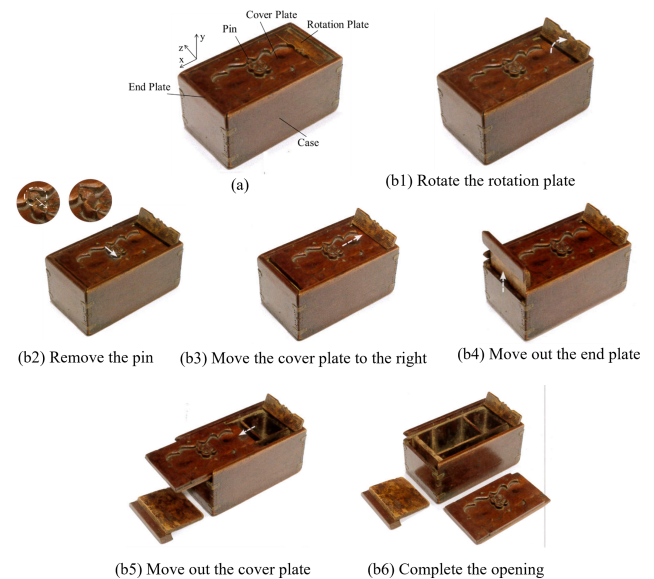 Cover Plate
Pin
Rotation Plate
y
z
x
End Plate
Case
(a)
(b1) Rotate the rotation plate
(b2) Remove the pin
(b3) Move the cover plate to the right
(b4) Move out the end plate
(b5) Move out the cover plate
(b6) Complete the opening